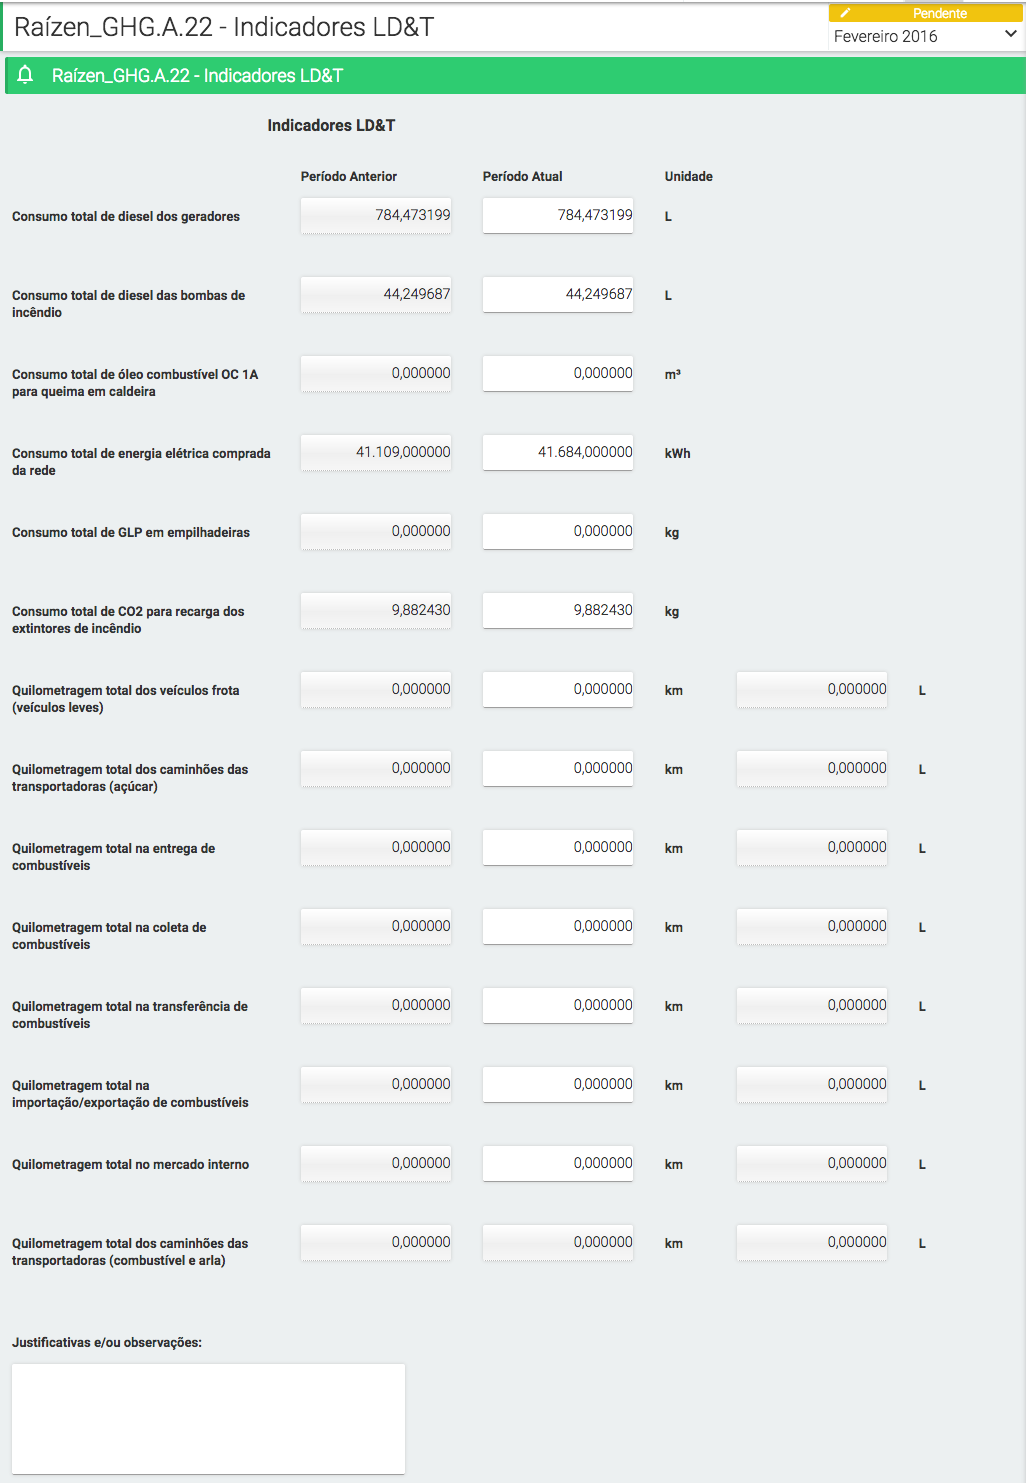 Raízen_GHG.A.22 - Indicadores LD&T
Pendente
Fevereiro 2016
Raízen_GHG.A.22 - Indicadores LD&T
Indicadores LD&T
Período Anterior Período Atual Unidade
Consumo total de diesel dos geradores 784,473199 784,473199 L
Consumo total de diesel das bombas de
incêndio 44,249687 44,249687 L
Consumo total de óleo combustível OC 1A
para queima em caldeira 0,000000 0,000000 m³
Consumo total de energia elétrica comprada
da rede 41.109,000000 41.684,000000 kWh
Consumo total de GLP em empilhadeiras 0,000000 0,000000 kg
Consumo total de CO2 para recarga dos
extintores de incêndio 9,882430 9,882430 kg
Quilometragem total dos veículos frota
(veículos leves) 0,000000 0,000000 km 0,000000 L
Quilometragem total dos caminhões das
transportadoras (açúcar) 0,000000 0,000000 km 0,000000 L
Quilometragem total na entrega de
combustíveis 0,000000 0,000000 km 0,000000 L
Quilometragem total na coleta de
combustíveis 0,000000 0,000000 km 0,000000 L
Quilometragem total na transferência de
combustíveis 0,000000 0,000000 km 0,000000 L
Quilometragem total na
importação/exportação de combustíveis 0,000000 0,000000 km 0,000000 L
Quilometragem total no mercado interno 0,000000 0,000000 km 0,000000 L
Quilometragem total dos caminhões das
transportadoras (combustível e arla) 0,000000 0,000000 km 0,000000 L
Justificativas e/ou observações: